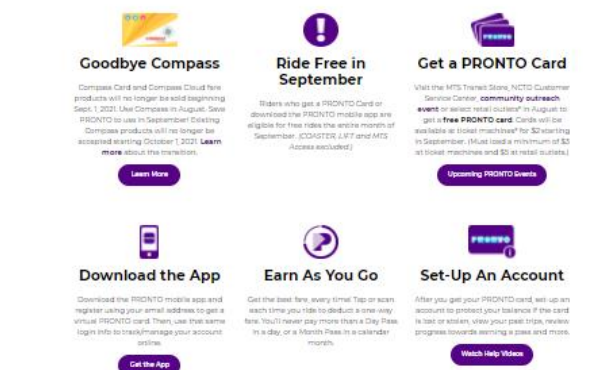 Goodbye Compass
Compass Card and Compass Cloud fare
products will no longer be sold beginning
Sept. 1, 2021. Use Compass in August. Save
PRONTO to use in September! Existing
Compass products will no longer be
accepted starting October 1, 2021. Learn
more about the transition.
Learn More
Ride Free in
September
Riders who get a PRONTO Card or
download the PRONTO mobile app are
eligible for free rides the entire month of
September. (COASTER, LIFT and MTS
Access excluded.)
PRONTO
Get a PRONTO Card
Visit the MTS Transit Store, NCTD Customer
Service Center, community outreach
event or select retail outlets* in August to
get a free PRONTO card. Cards will be
available at ticket machines* for $2 starting
in September. (Must load a minimum of $3
at ticket machines and $5 at retail outlets.)
Upcoming PRONTO Events
Download the App
Download the PRONTO mobile app and
register using your email address to get a
virtual PRONTO card. Then, use that same
login info to track/manage your account
online.
Get the App
Earn As You Go
Get the best fare, every time! Tap or scan
each time you ride to deduct a one-way
fare. You'll never pay more than a Day Pass
in a day, or a Month Pass in a calendar
month.
PRONTO
Set-Up An Account
After you get your PRONTO card, set-up an
account to protect your balance if the card
is lost or stolen, view your past trips, review
progress towards earning a pass and more.
Watch Help Videos